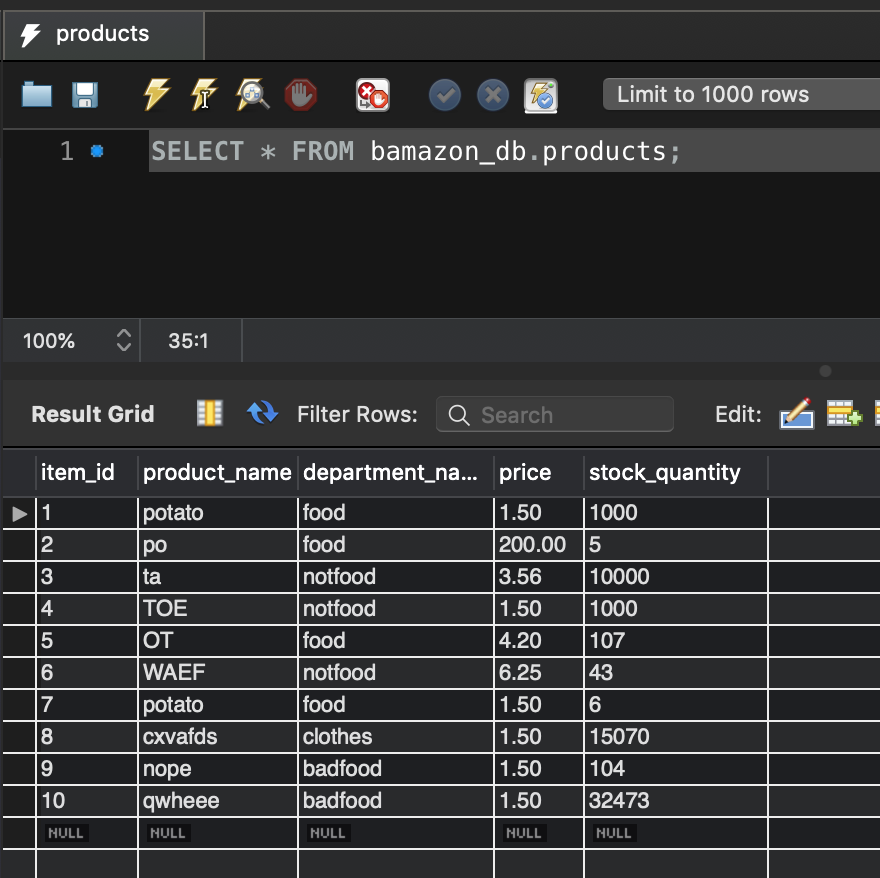 products
Limit to 1000 rows
1 SELECT * FROM bamazon_db.products;
100% 35:1
Result Grid Filter Rows: Search Edit:
item_id product_name department_na... price stock_quantity
1 potato food 1.50 1000
2 po food 200.00 5
3 ta notfood 3.56 10000
4 TOE notfood 1.50 1000
5 OT food 4.20 107
6 WAEF notfood 6.25 43
7 potato food 1.50 6
8 cxvafds clothes 1.50 15070
9 nope badfood 1.50 104
10 qwheee badfood 1.50 32473
NULL NULL NULL NULL NULL